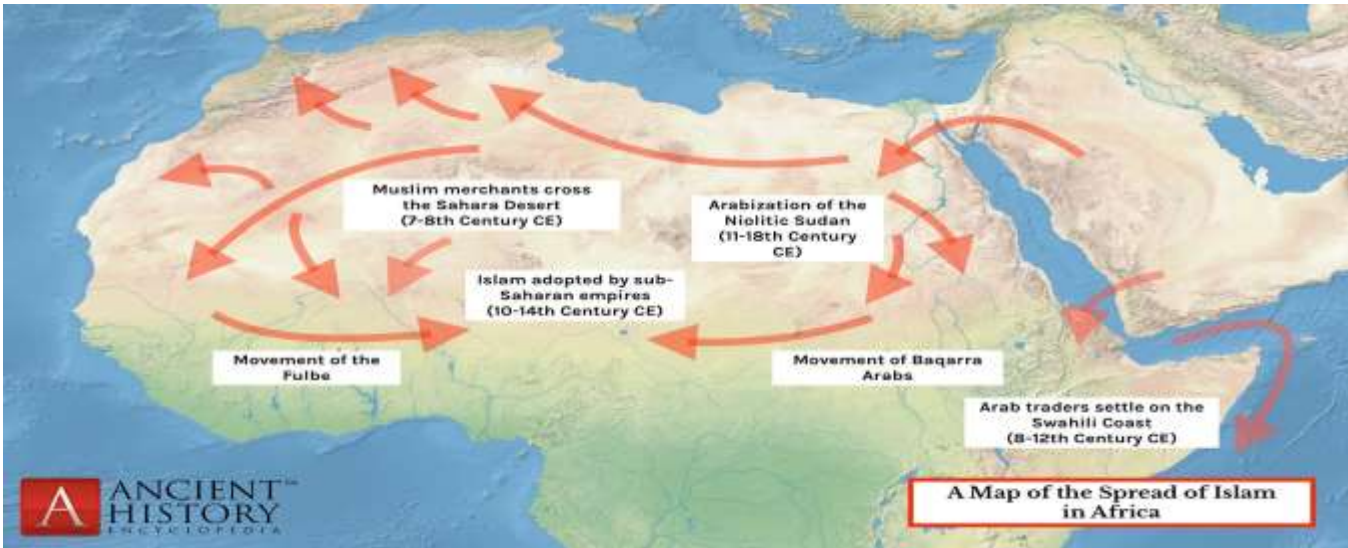 Muslim merchants cross
the Sahara Desert
(7-8th Century CE)
Arabization of the
Niolitic Sudan
(11-18th Century
CE)
Islam adopted by sub-
Saharan empires
(10-14th Century CE)
Movement of the
Fulbe
Movement of Baqarra
Arabs
Arab traders settle on the
Swahili Coast
(8-12th Century CE)
A Map of the Spread of Islam
in Africa
A
ANCIENT™
HISTORY
ENCYCLOPEDIA